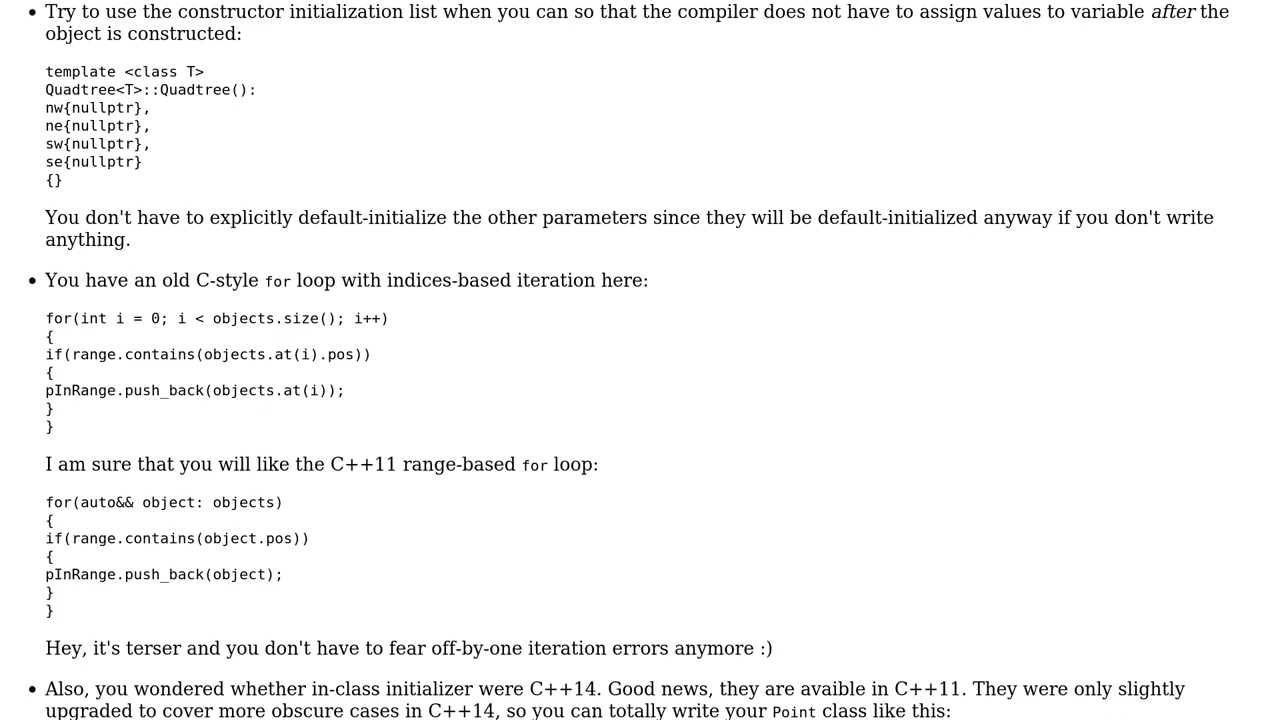 • Try to use the constructor initialization list when you can so that the compiler does not have to assign values to variable after the
object is constructed:
template <class T>
Quadtree<T>::Quadtree():
nw{nullptr},
ne{nullptr},
sw{nullptr},
se{nullptr}
{}
You don't have to explicitly default-initialize the other parameters since they will be default-initialized anyway if you don't write
anything.
• You have an old C-style for loop with indices-based iteration here:
for(int i = 0; i < objects.size(); i++)
{
if(range.contains(objects.at(i).pos))
{
pInRange.push_back(objects.at(i));
}
}
I am sure that you will like the C++11 range-based for loop:
for(auto&& object: objects)
{
if(range.contains(object.pos))
{
pInRange.push_back(object);
}
}
Hey, it's terser and you don't have to fear off-by-one iteration errors anymore :)
• Also, you wondered whether in-class initializer were C++14. Good news, they are avaible in C++11. They were only slightly
upgraded to cover more obscure cases in C++14, so you can totally write your Point class like this: